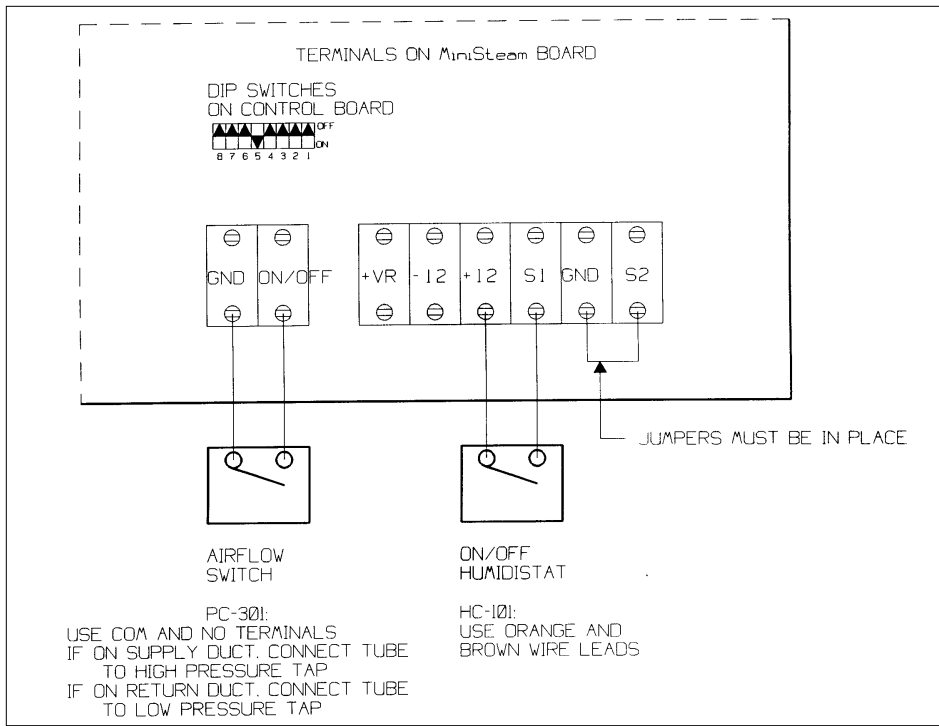 TERMINALS ON MiniSteam BOARD
DIP SWITCHES
ON CONTROL BOARD
OFF
ON
8 7 6 5 4 3 2 1
GND ON/OFF +VR -12 +12 S1 GND S2
JUMPERS MUST BE IN PLACE
AIRFLOW
SWITCH
PC-301:
USE COM AND NO TERMINALS
IF ON SUPPLY DUCT. CONNECT TUBE
TO HIGH PRESSURE TAP
IF ON RETURN DUCT. CONNECT TUBE
TO LOW PRESSURE TAP
ON/OFF
HUMIDISTAT
HC-101:
USE ORANGE AND
BROWN WIRE LEADS